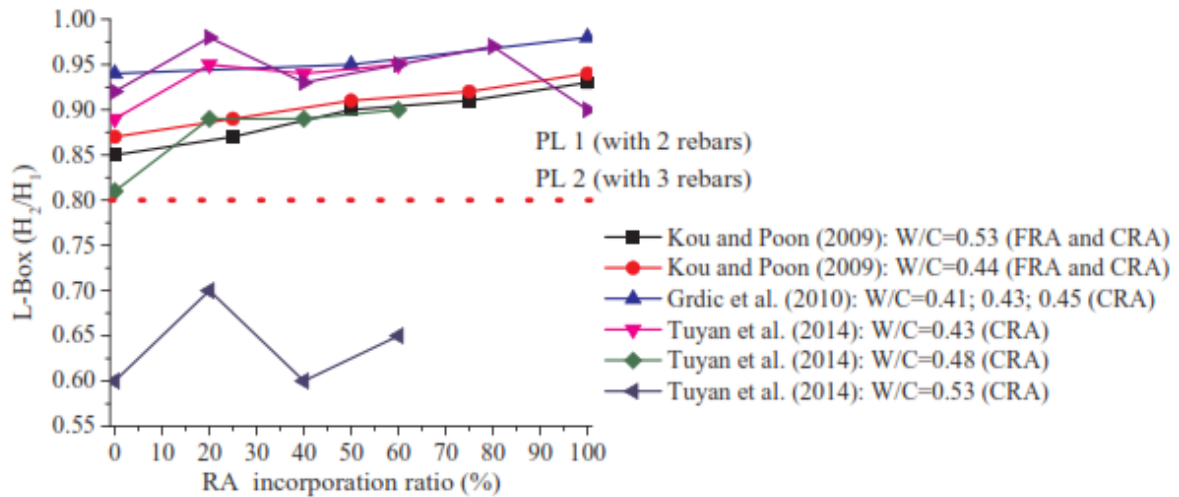 1.00
0.95
0.90
0.85
0.80
0.75
0.70
0.65
0.60
0.55
L-Box (H₂/H₁)
0 10 20 30 40 50 60 70 80 90 100
RA incorporation ratio (%)
PL 1 (with 2 rebars)
PL 2 (with 3 rebars)
Kou and Poon (2009): W/C=0.53 (FRA and CRA)
Kou and Poon (2009): W/C=0.44 (FRA and CRA)
Grdic et al. (2010): W/C=0.41; 0.43; 0.45 (CRA)
Tuyan et al. (2014): W/C=0.43 (CRA)
Tuyan et al. (2014): W/C=0.48 (CRA)
Tuyan et al. (2014): W/C=0.53 (CRA)